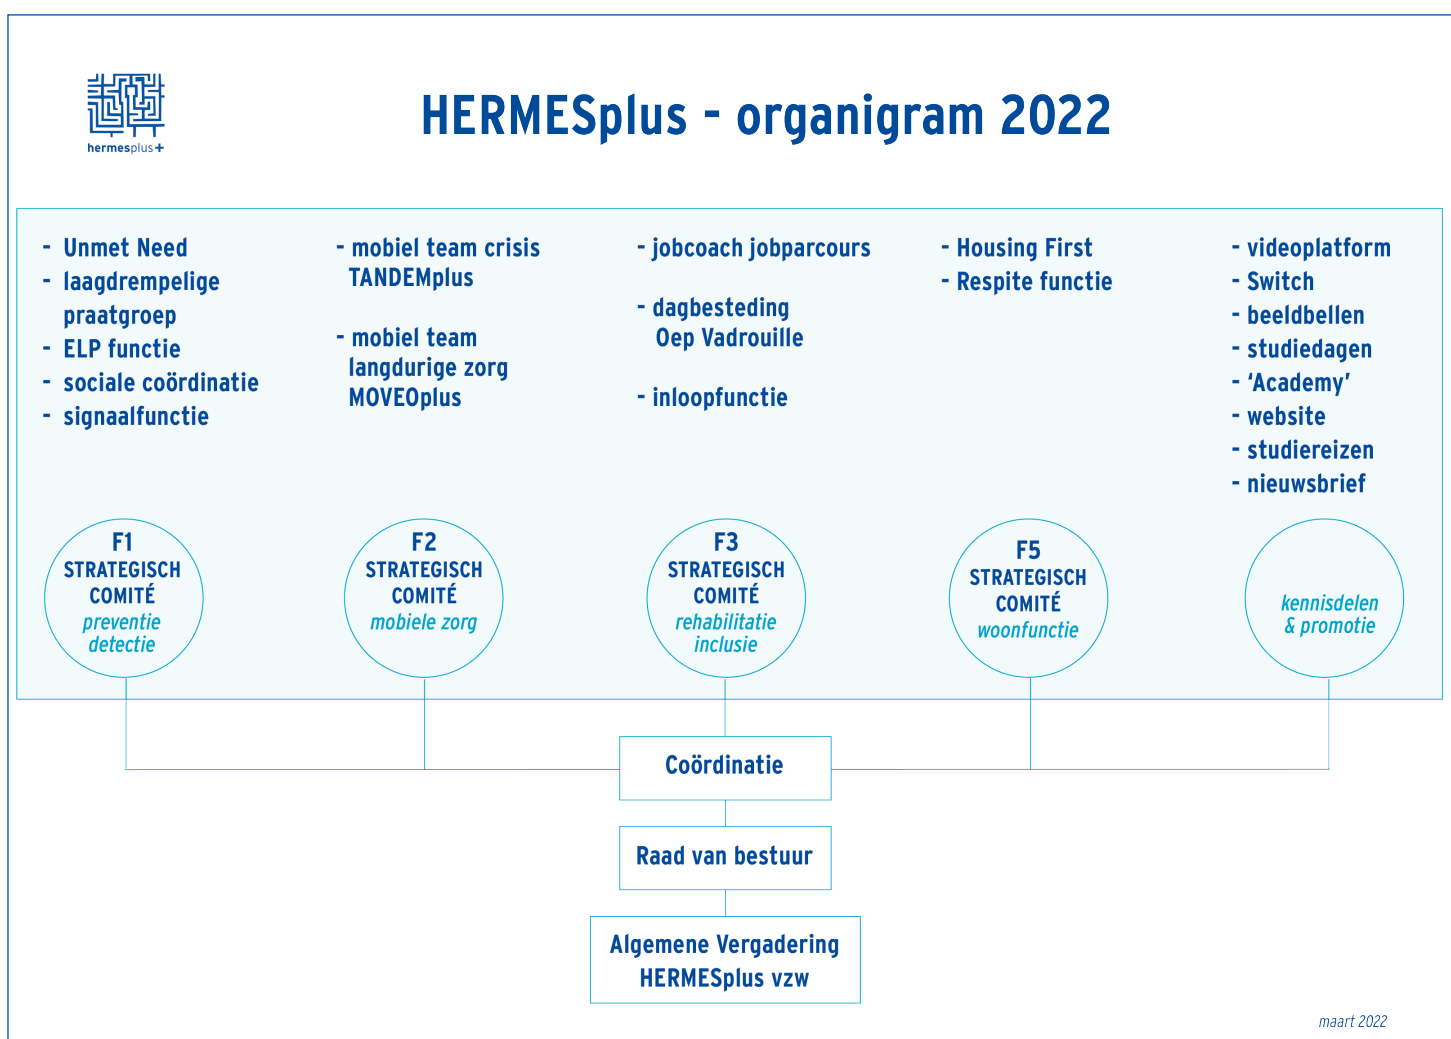 hermesplus+
HERMESplus - organigram 2022
- Unmet Need
- laagdrempelige
praatgroep
- ELP functie
- sociale coördinatie
- signaalfunctie
- mobiel team crisis
TANDEMplus
- mobiel team
langdurige zorg
MOVEOplus
- jobcoach jobparcours
- dagbesteding
Oep Vadrouille
- inloopfunctie
- Housing First
- Respite functie
- videoplatform
- Switch
- beeldbellen
- studiedagen
- ‘Academy’
- website
- studiereizen
- nieuwsbrief
F1
STRATEGISCH
COMITÉ
preventie
detectie
F2
STRATEGISCH
COMITÉ
mobiele zorg
F3
STRATEGISCH
COMITÉ
rehabilitatie
inclusie
F5
STRATEGISCH
COMITÉ
woonfunctie
kennisdelen
& promotie
Coördinatie
Raad van bestuur
Algemene Vergadering
HERMESplus vzw
maart 2022